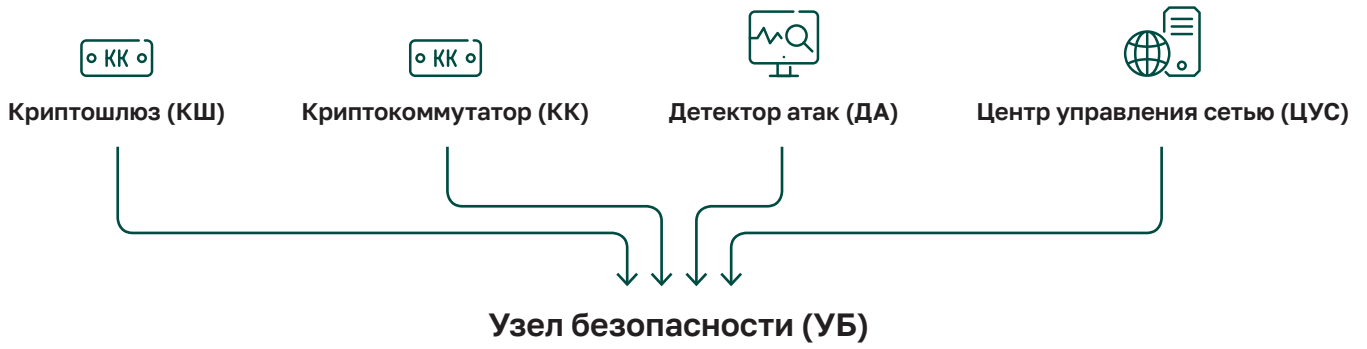 КК
КК
Криптошлюз (КШ)
Криптокоммутатор (КК)
Детектор атак (ДА)
Центр управления сетью (ЦУС)
Узел безопасности (УБ)